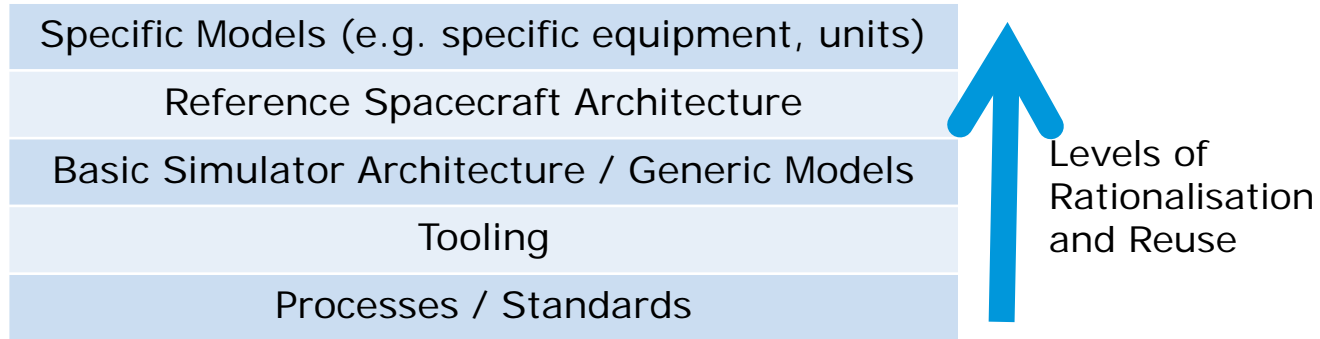 Specific Models (e.g. specific equipment, units)
Reference Spacecraft Architecture
Basic Simulator Architecture / Generic Models
Tooling
Processes / Standards
Levels of
Rationalisation
and Reuse